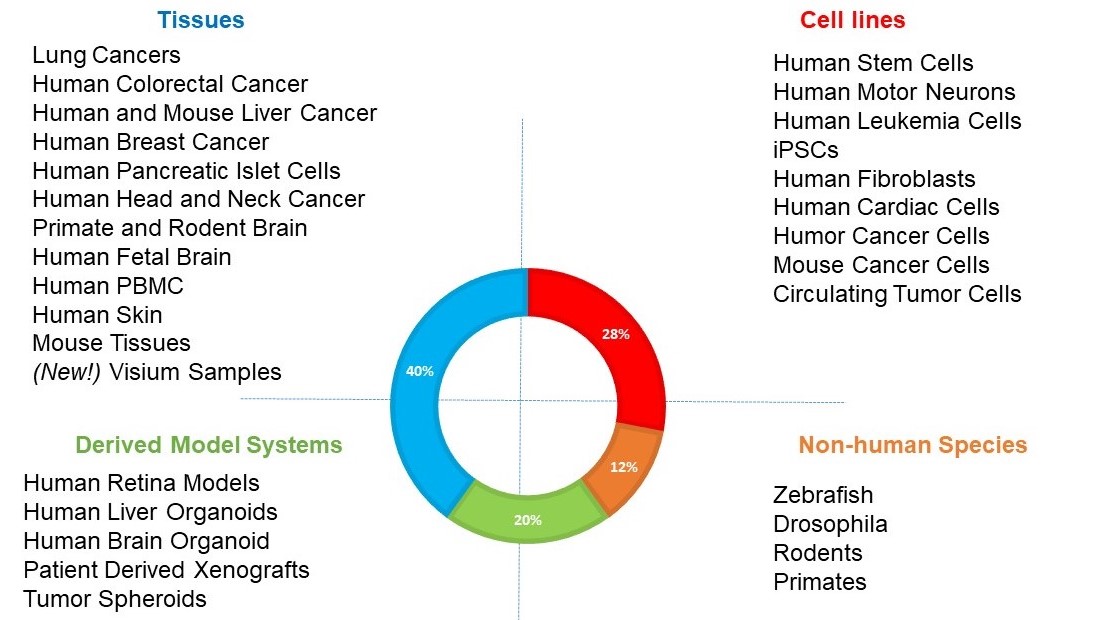 Tissues
Lung Cancers
Human Colorectal Cancer
Human and Mouse Liver Cancer
Human Breast Cancer
Human Pancreatic Islet Cells
Human Head and Neck Cancer
Primate and Rodent Brain
Human Fetal Brain
Human PBMC
Human Skin
Mouse Tissues
(New!) Visium Samples
Cell lines
Human Stem Cells
Human Motor Neurons
Human Leukemia Cells
iPSCs
Human Fibroblasts
Human Cardiac Cells
Humor Cancer Cells
Mouse Cancer Cells
Circulating Tumor Cells
28%
40%
12%
20%
Derived Model Systems
Human Retina Models
Human Liver Organoids
Human Brain Organoid
Patient Derived Xenografts
Tumor Spheroids
Non-human Species
Zebrafish
Drosophila
Rodents
Primates